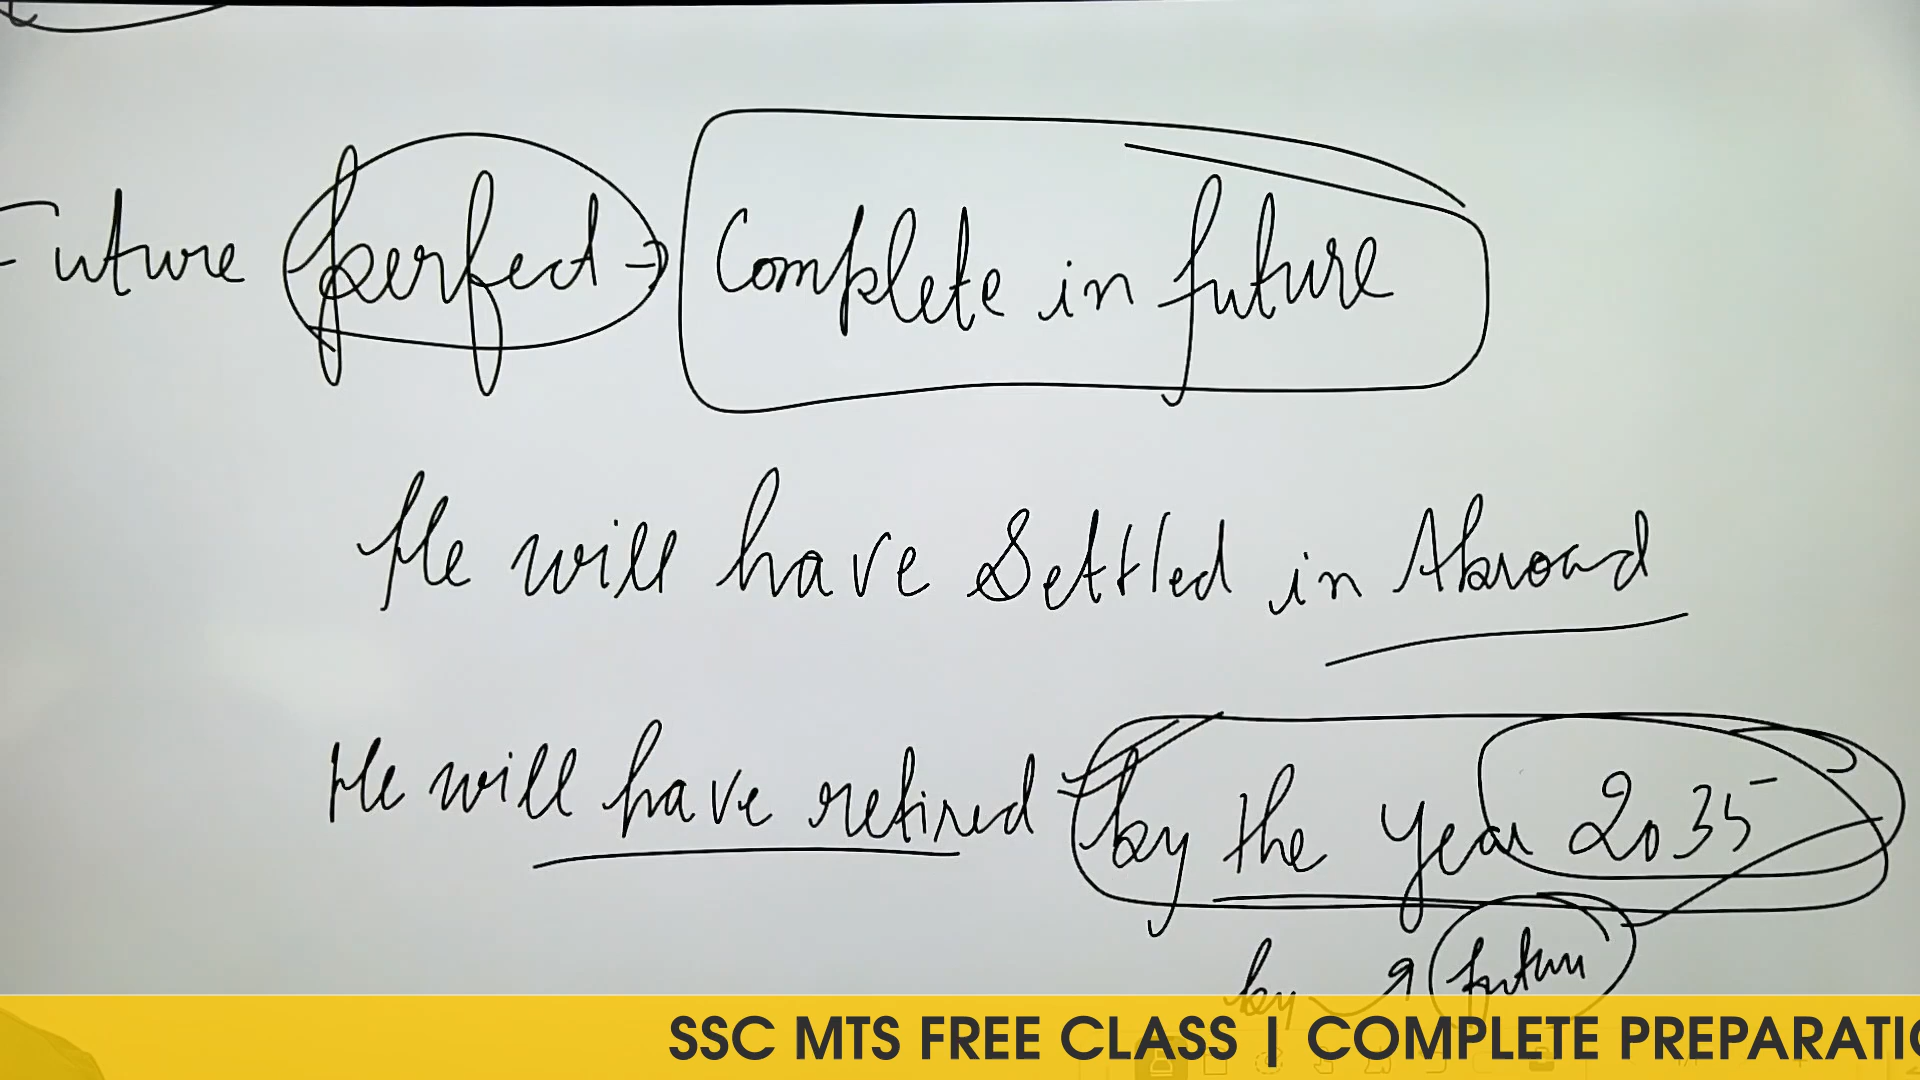 Future perfect → Complete in future
He will have Settled in Abroad
He will have retired by the year 2035
by → future
SSC MTS FREE CLASS | COMPLETE PREPARATIO